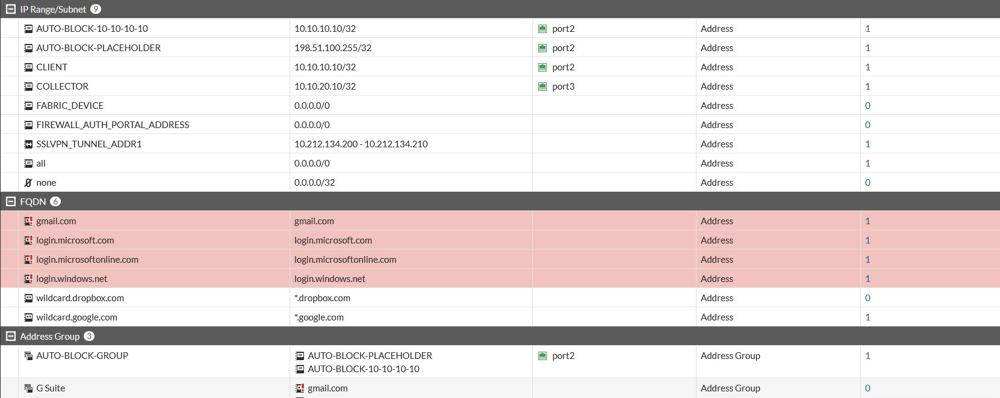 IP Range/Subnet 9
AUTO-BLOCK-10-10-10-10 10.10.10.10/32 port2 Address 1
AUTO-BLOCK-PLACEHOLDER 198.51.100.255/32 port2 Address 1
CLIENT 10.10.10.10/32 port2 Address 1
COLLECTOR 10.10.20.10/32 port3 Address 1
FABRIC_DEVICE 0.0.0.0/0 Address 0
FIREWALL_AUTH_PORTAL_ADDRESS 0.0.0.0/0 Address 0
SSLVPN_TUNNEL_ADDR1 10.212.134.200 - 10.212.134.210 Address 1
all 0.0.0.0/0 Address 1
none 0.0.0.0/32 Address 0
FQDN 6
gmail.com gmail.com Address 1
login.microsoft.com login.microsoft.com Address 1
login.microsoftonline.com login.microsoftonline.com Address 1
login.windows.net login.windows.net Address 1
wildcard.dropbox.com *.dropbox.com Address 0
wildcard.google.com *.google.com Address 1
Address Group 3
AUTO-BLOCK-GROUP AUTO-BLOCK-PLACEHOLDER port2 Address Group 1
AUTO-BLOCK-10-10-10-10
G Suite gmail.com Address Group 0